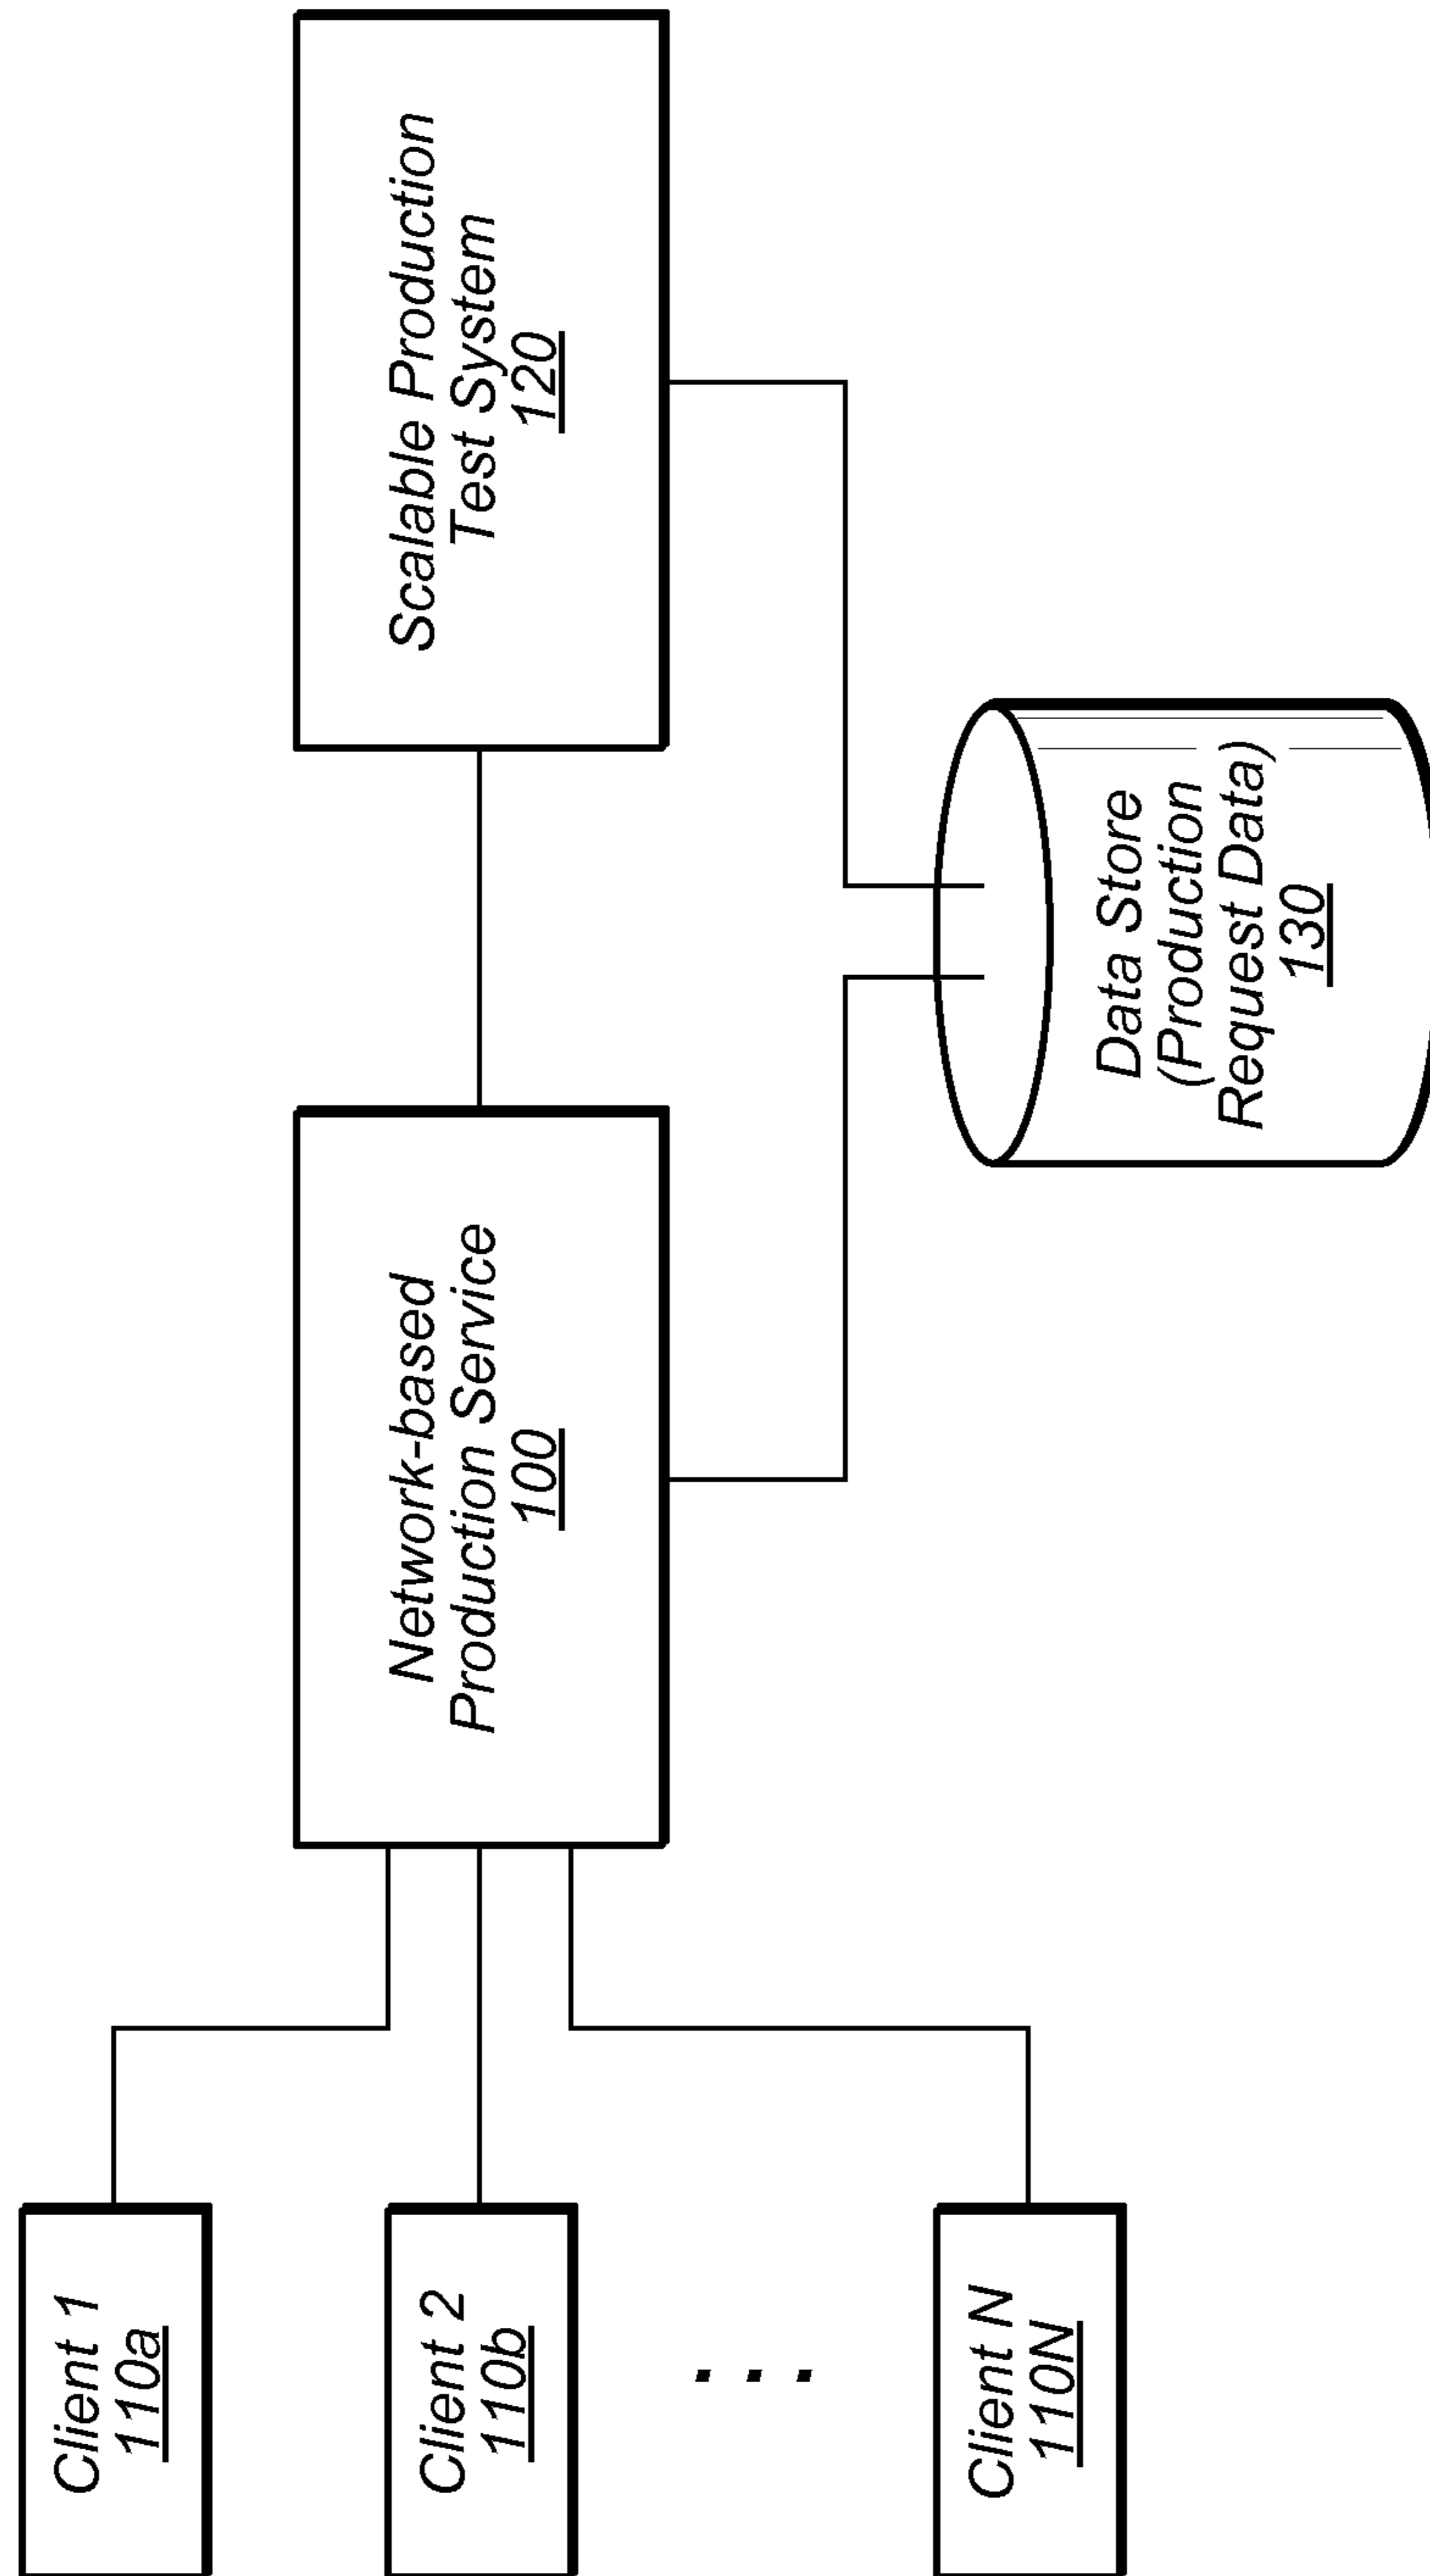 Client 1
110a
Client 2
110b
...
Client N
110N
Network-based
Production Service
100
Scalable Production
Test System
120
Data Store
(Production
Request Data)
130